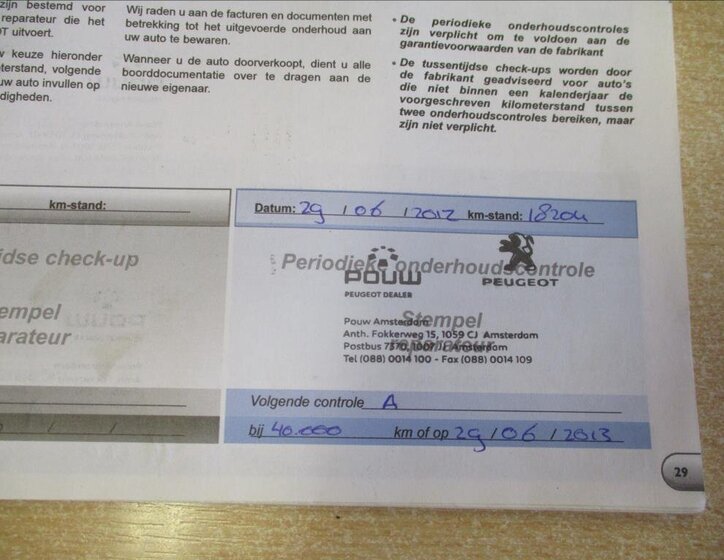 zijn bestemd voor
reparateur die het
T uitvoert.
w keuze hieronder
terstand, volgende
uw auto invullen op
digheden.
Wij raden u aan de facturen en documenten met
betrekking tot het uitgevoerde onderhoud aan
uw auto te bewaren.
Wanneer u de auto doorverkoopt, dient u alle
boorddocumentatie over te dragen aan de
nieuwe eigenaar.
• De periodieke onderhoudscontroles
zijn verplicht om te voldoen aan de
garantievoorwaarden van de fabrikant
• De tussentijdse check-ups worden door
de fabrikant geadviseerd voor auto's
die niet binnen een kalenderjaar de
voorgeschreven kilometerstand tussen
twee onderhoudscontroles bereiken, maar
zijn niet verplicht.
km-stand:
jdse check-up
empel
arateur
/ /
Datum: 29 / 06 / 2012 km-stand: 18204
Periodieke onderhoudscontrole
POUW
PEUGEOT DEALER
PEUGEOT
Stempel
reparateur
Pouw Amsterdam
Anth. Fokkerweg 15, 1059 CJ Amsterdam
Postbus 7570, 1007 Amsterdam
Tel (088) 0014 100 - Fax (088) 0014 109
Volgende controle A
bij 40.000 km of op 29 / 06 / 2013
29